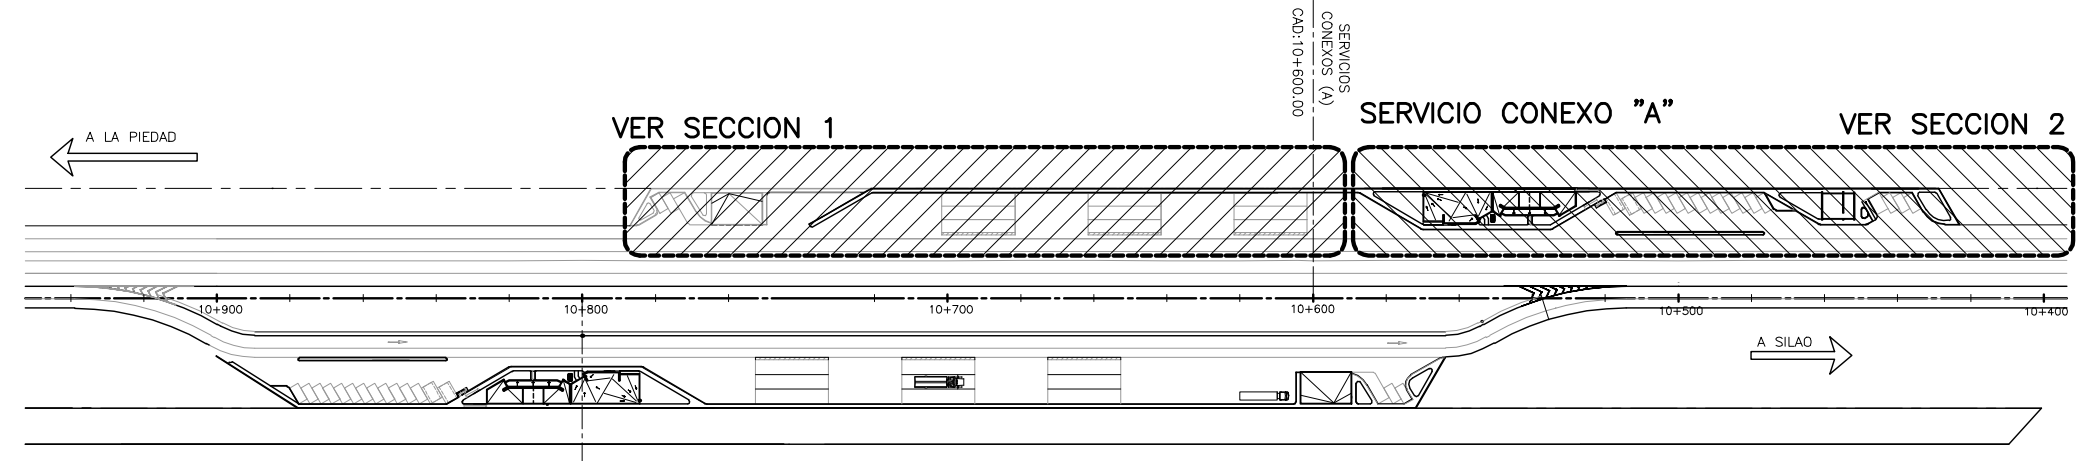 SERVICIOS
CONEXOS (A)
CAD:10+600.00
SERVICIO CONEXO "A"
VER SECCION 1
VER SECCION 2
A LA PIEDAD
10+900
10+800
10+700
10+600
10+500
10+400
A SILAO